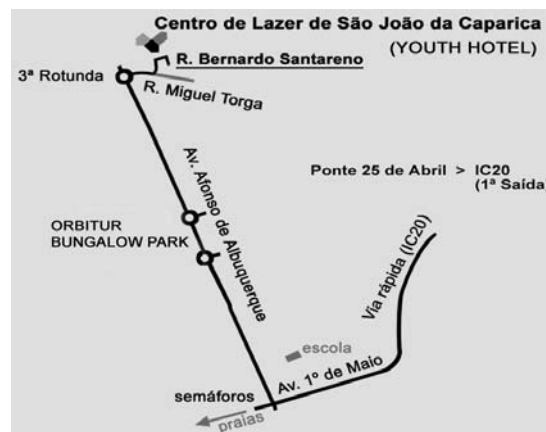 Centro de Lazer de São João da Caparica
(YOUTH HOTEL)
R. Bernardo Santareno
3ª Rotunda
R. Miguel Torga
Ponte 25 de Abril > IC20
(1ª Saída)
Av. Afonso de Albuquerque
ORBITUR
BUNGALOW PARK
Via rápida (IC20)
escola
Av. 1º de Maio
semáforos
praias